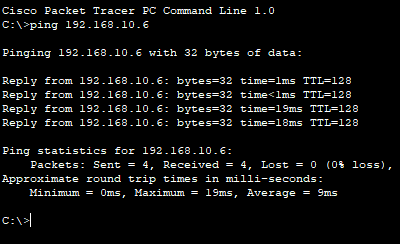 Cisco Packet Tracer PC Command Line 1.0
C:\>ping 192.168.10.6
Pinging 192.168.10.6 with 32 bytes of data:
Reply from 192.168.10.6: bytes=32 time=1ms TTL=128
Reply from 192.168.10.6: bytes=32 time<1ms TTL=128
Reply from 192.168.10.6: bytes=32 time=19ms TTL=128
Reply from 192.168.10.6: bytes=32 time=18ms TTL=128
Ping statistics for 192.168.10.6:
Packets: Sent = 4, Received = 4, Lost = 0 (0% loss),
Approximate round trip times in milli-seconds:
Minimum = 0ms, Maximum = 19ms, Average = 9ms
C:\>